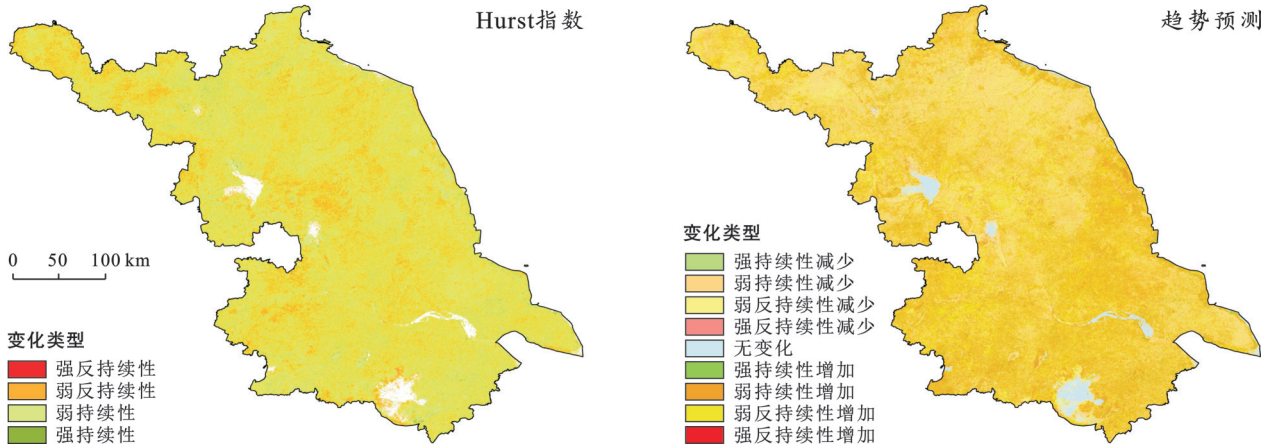 Hurst指数
0 50 100 km
变化类型
强反持续性
弱反持续性
弱持续性
强持续性
趋势预测
变化类型
强持续性减少
弱持续性减少
弱反持续性减少
强反持续性减少
无变化
强持续性增加
弱持续性增加
弱反持续性增加
强反持续性增加